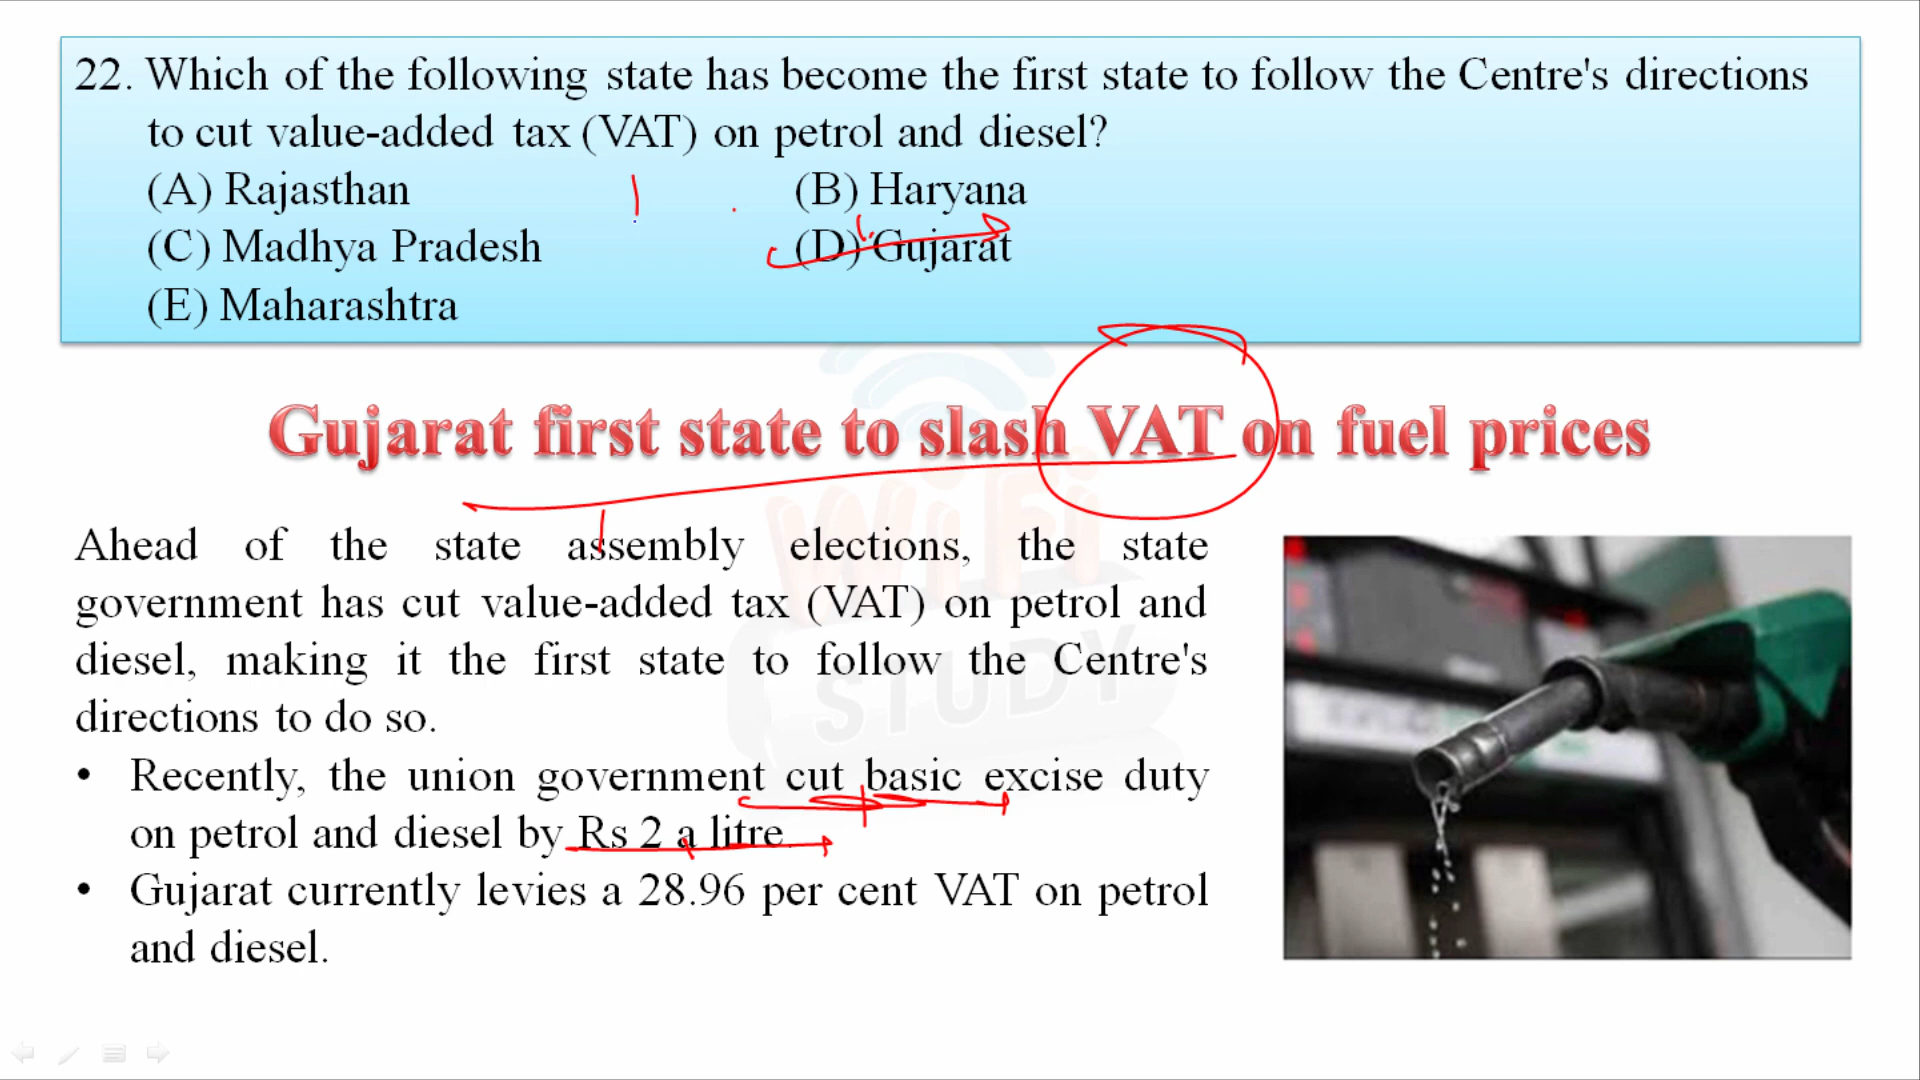 22. Which of the following state has become the first state to follow the Centre's directions
to cut value-added tax (VAT) on petrol and diesel?
(A) Rajasthan (B) Haryana
(C) Madhya Pradesh (D) Gujarat
(E) Maharashtra
Gujarat first state to slash VAT on fuel prices
Ahead of the state assembly elections, the state
government has cut value-added tax (VAT) on petrol and
diesel, making it the first state to follow the Centre's
directions to do so.
• Recently, the union government cut basic excise duty
on petrol and diesel by Rs 2 a litre.
• Gujarat currently levies a 28.96 per cent VAT on petrol
and diesel.
WiFi
STUDY